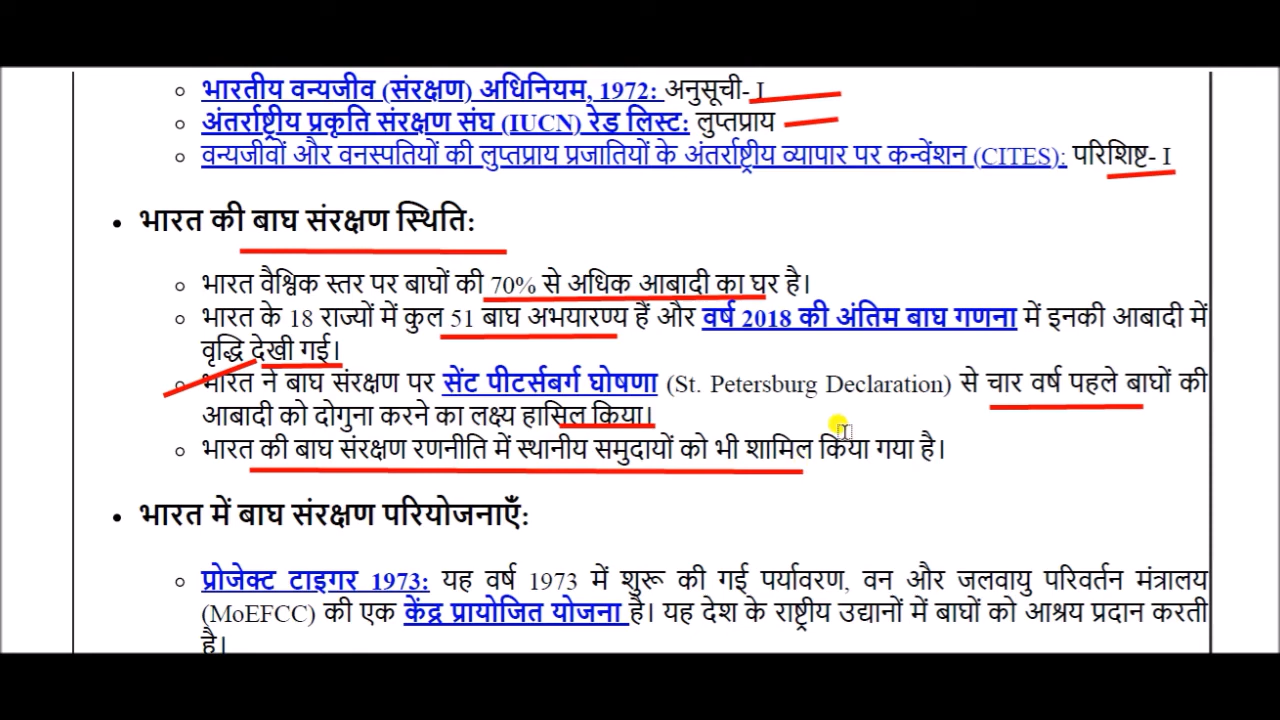 भारतीय वन्यजीव (संरक्षण) अधिनियम, 1972: अनुसूची- I
अंतर्राष्ट्रीय प्रकृति संरक्षण संघ (IUCN) रेड लिस्ट: लुप्तप्राय
वन्यजीवों और वनस्पतियों की लुप्तप्राय प्रजातियों के अंतर्राष्ट्रीय व्यापार पर कन्वेंशन (CITES): परिशिष्ट- I
भारत की बाघ संरक्षण स्थिति:
भारत वैश्विक स्तर पर बाघों की 70% से अधिक आबादी का घर है।
भारत के 18 राज्यों में कुल 51 बाघ अभयारण्य हैं और वर्ष 2018 की अंतिम बाघ गणना में इनकी आबादी में
वृद्धि देखी गई।
भारत ने बाघ संरक्षण पर सेंट पीटर्सबर्ग घोषणा (St. Petersburg Declaration) से चार वर्ष पहले बाघों की
आबादी को दोगुना करने का लक्ष्य हासिल किया।
भारत की बाघ संरक्षण रणनीति में स्थानीय समुदायों को भी शामिल किया गया है।
भारत में बाघ संरक्षण परियोजनाएँ:
प्रोजेक्ट टाइगर 1973: यह वर्ष 1973 में शुरू की गई पर्यावरण, वन और जलवायु परिवर्तन मंत्रालय
(MoEFCC) की एक केंद्र प्रायोजित योजना है। यह देश के राष्ट्रीय उद्यानों में बाघों को आश्रय प्रदान करती
है।